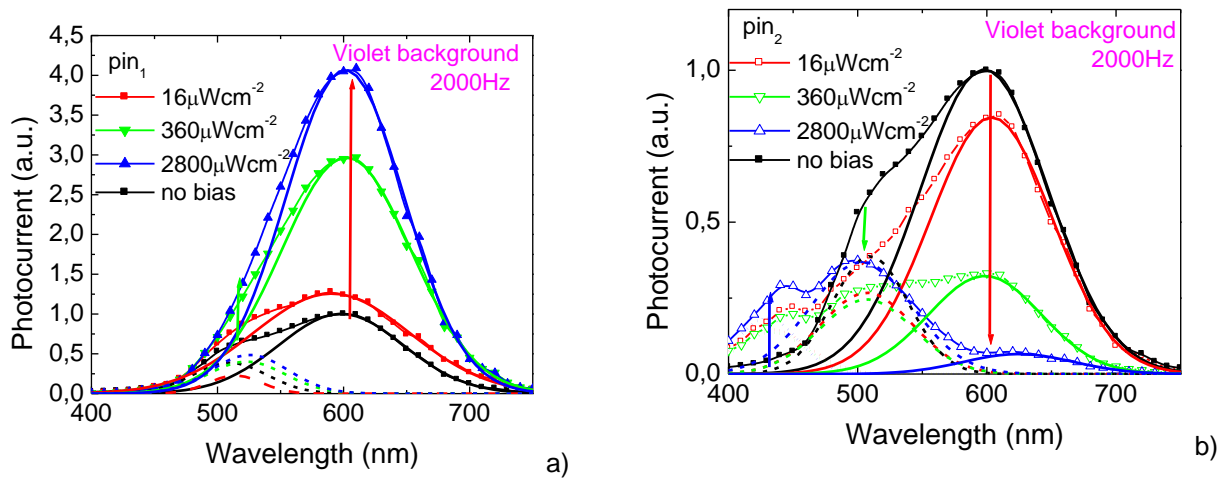 4,5
4,0
3,5
3,0
2,5
2,0
1,5
1,0
0,5
0,0
Photocurrent (a.u.)
pin₁
16μWcm⁻²
360μWcm⁻²
2800μWcm⁻²
no bias
Violet background
2000Hz
400 500 600 700
Wavelength (nm)
a)
1,0
0,5
0,0
Photocurrent (a.u.)
pin₂
16μWcm⁻²
360μWcm⁻²
2800μWcm⁻²
no bias
Violet background
2000Hz
400 500 600 700
Wavelength (nm)
b)